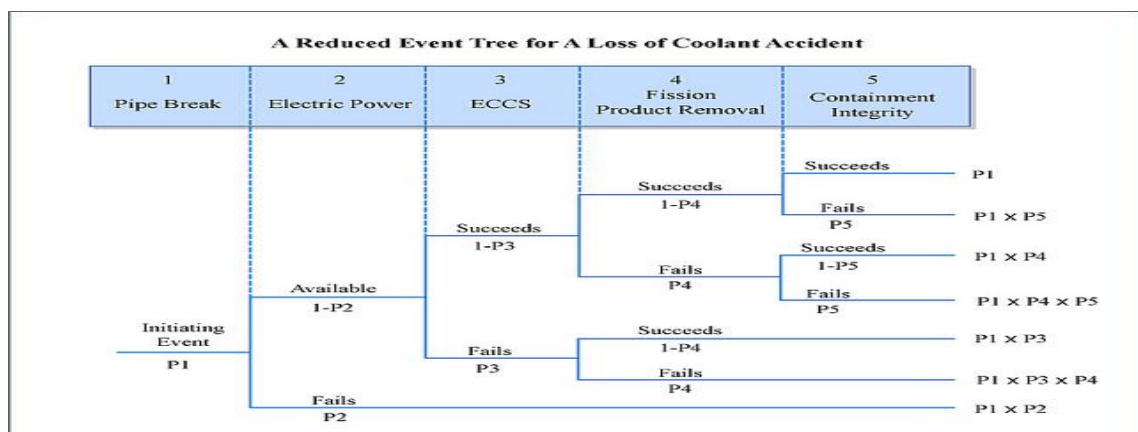 A Reduced Event Tree for A Loss of Coolant Accident
1
Pipe Break
2
Electric Power
3
ECCS
4
Fission
Product Removal
5
Containment
Integrity
Succeeds
P1
Succeeds
1-P4
Fails
P5
P1 x P5
Succeeds
1-P3
Succeeds
1-P5
P1 x P4
Fails
P4
Fails
P5
P1 x P4 x P5
Available
1-P2
Initiating
Event
P1
Succeeds
1-P4
P1 x P3
Fails
P3
Fails
P4
P1 x P3 x P4
Fails
P2
P1 x P2